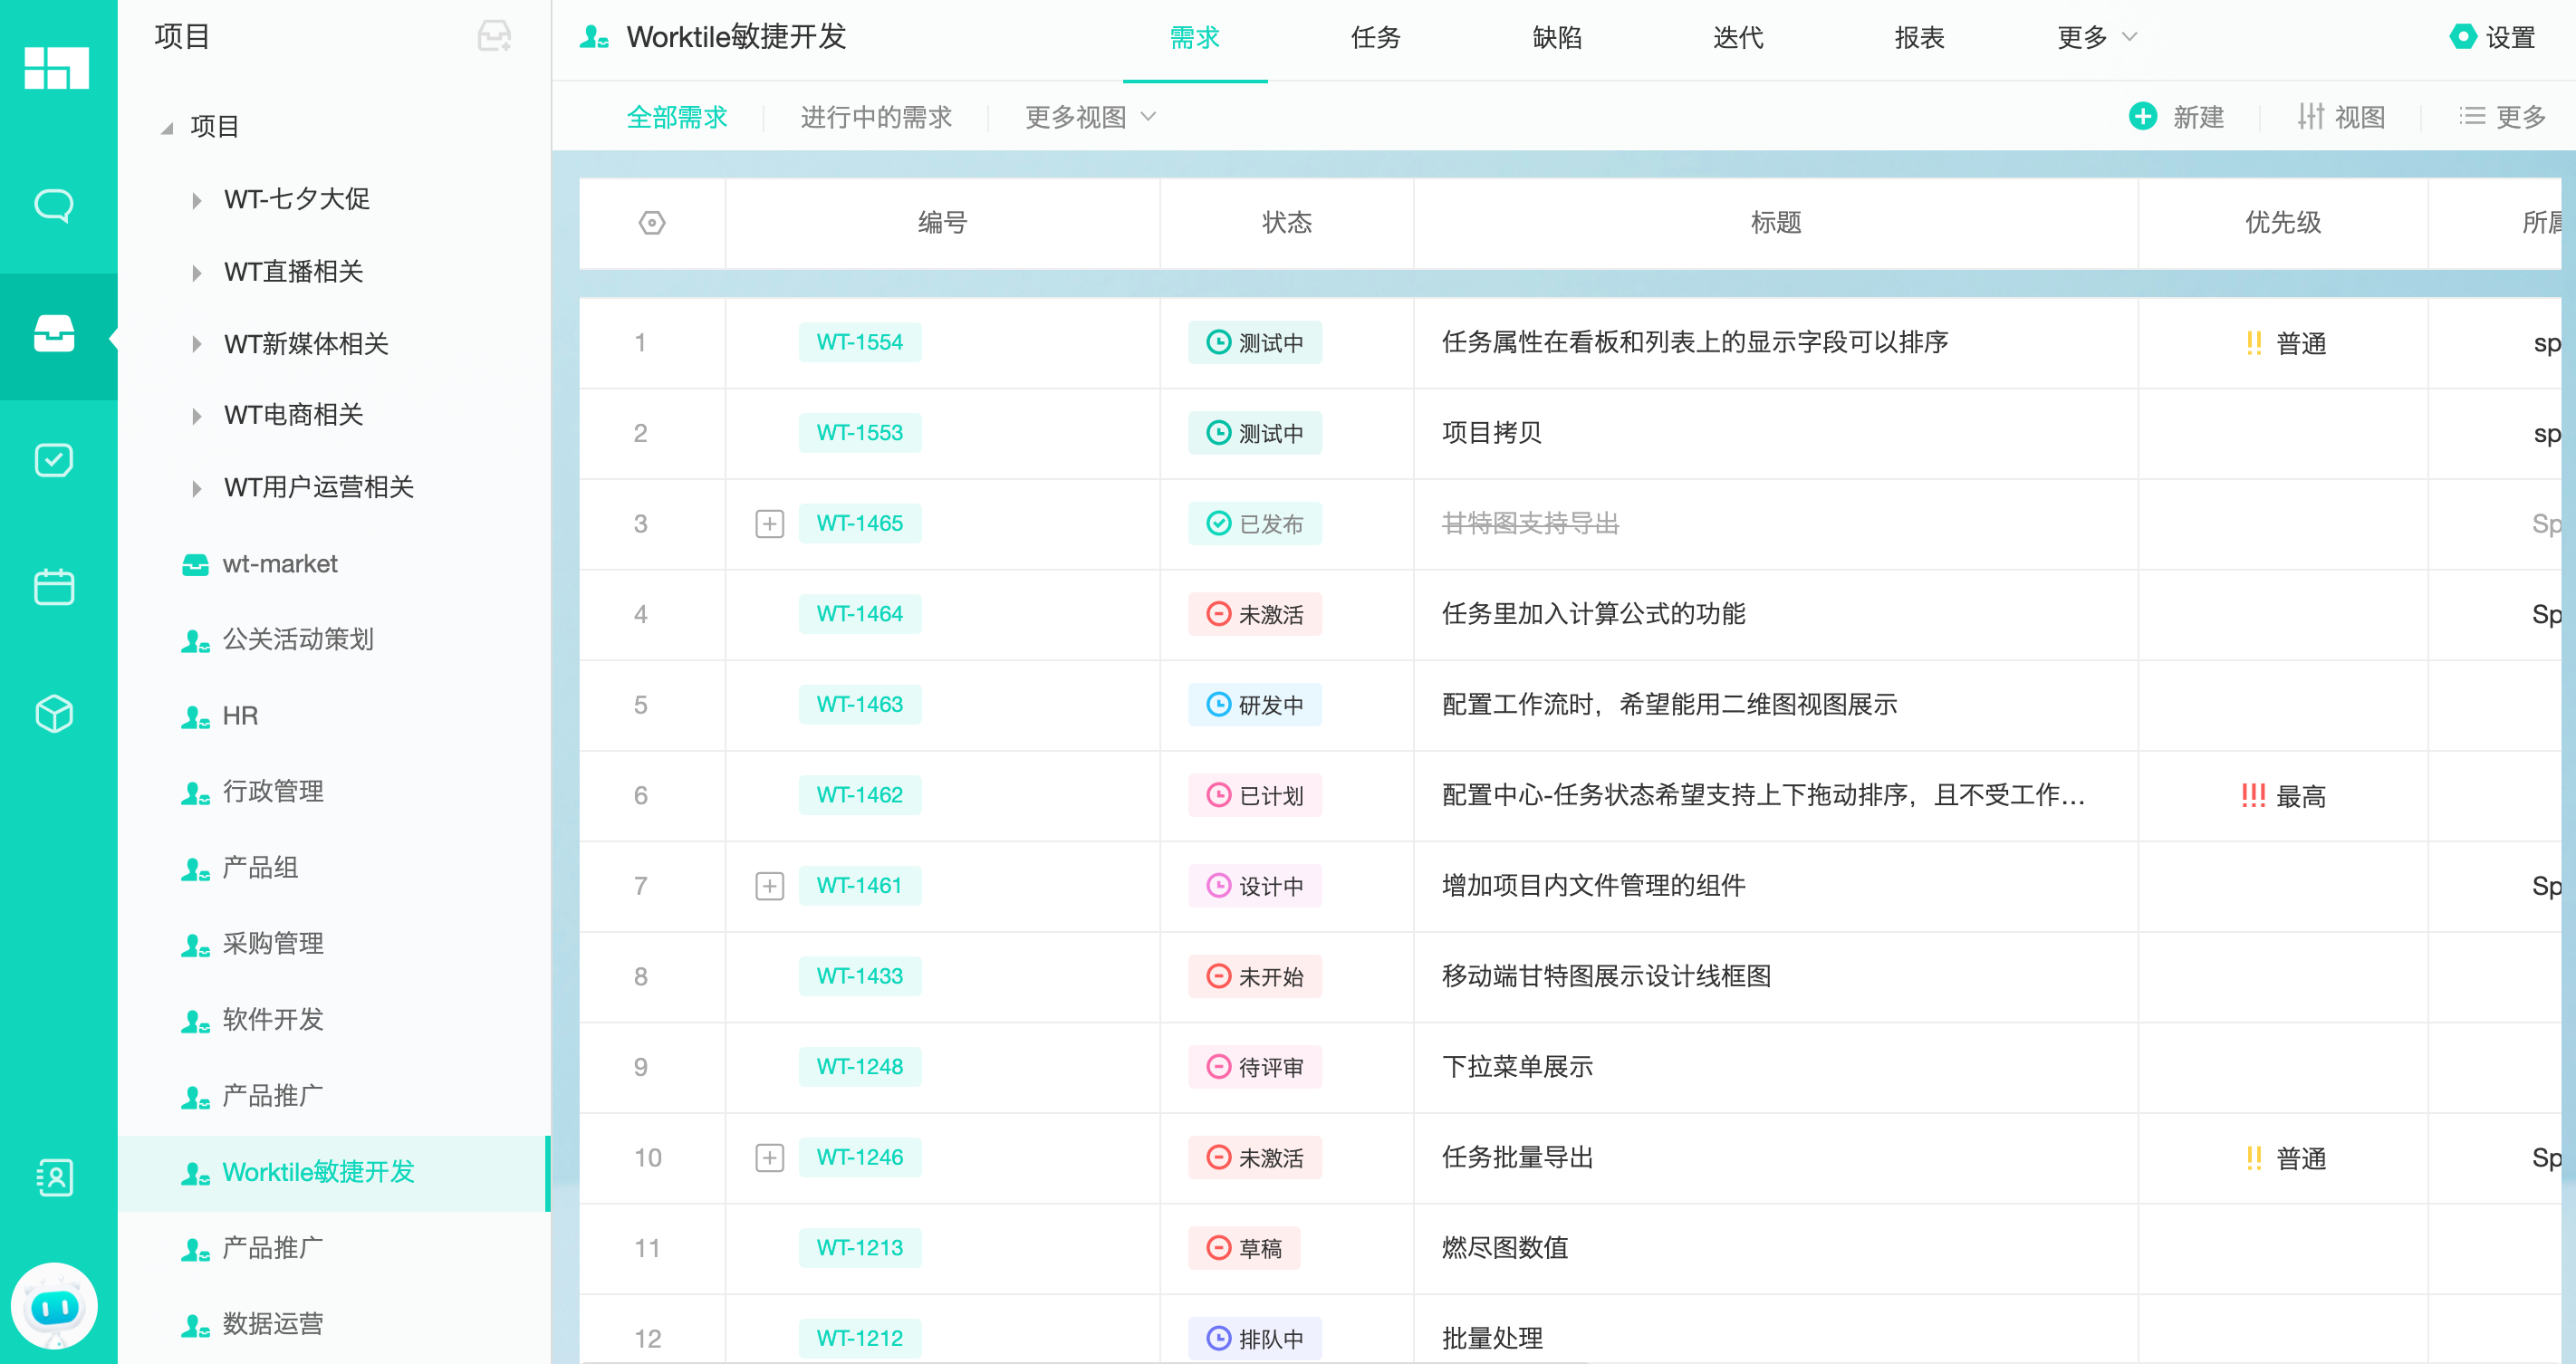 项目
项目
WT-七夕大促
WT直播相关
WT新媒体相关
WT电商相关
WT用户运营相关
wt-market
公关活动策划
HR
行政管理
产品组
采购管理
软件开发
产品推广
Worktile敏捷开发
产品推广
数据运营
Worktile敏捷开发 需求 任务 缺陷 迭代 报表 更多 设置
全部需求 进行中的需求 更多视图 新建 视图 更多
编号 状态 标题 优先级 所属
1 WT-1554 测试中 任务属性在看板和列表上的显示字段可以排序 !! 普通 sp
2 WT-1553 测试中 项目拷贝 sp
3 WT-1465 已发布 甘特图支持导出 Sp
4 WT-1464 未激活 任务里加入计算公式的功能 Sp
5 WT-1463 研发中 配置工作流时，希望能用二维图视图展示
6 WT-1462 已计划 配置中心-任务状态希望支持上下拖动排序，且不受工作... !!! 最高
7 WT-1461 设计中 增加项目内文件管理的组件 Sp
8 WT-1433 未开始 移动端甘特图展示设计线框图
9 WT-1248 待评审 下拉菜单展示
10 WT-1246 未激活 任务批量导出 !! 普通 Sp
11 WT-1213 草稿 燃尽图数值
12 WT-1212 排队中 批量处理